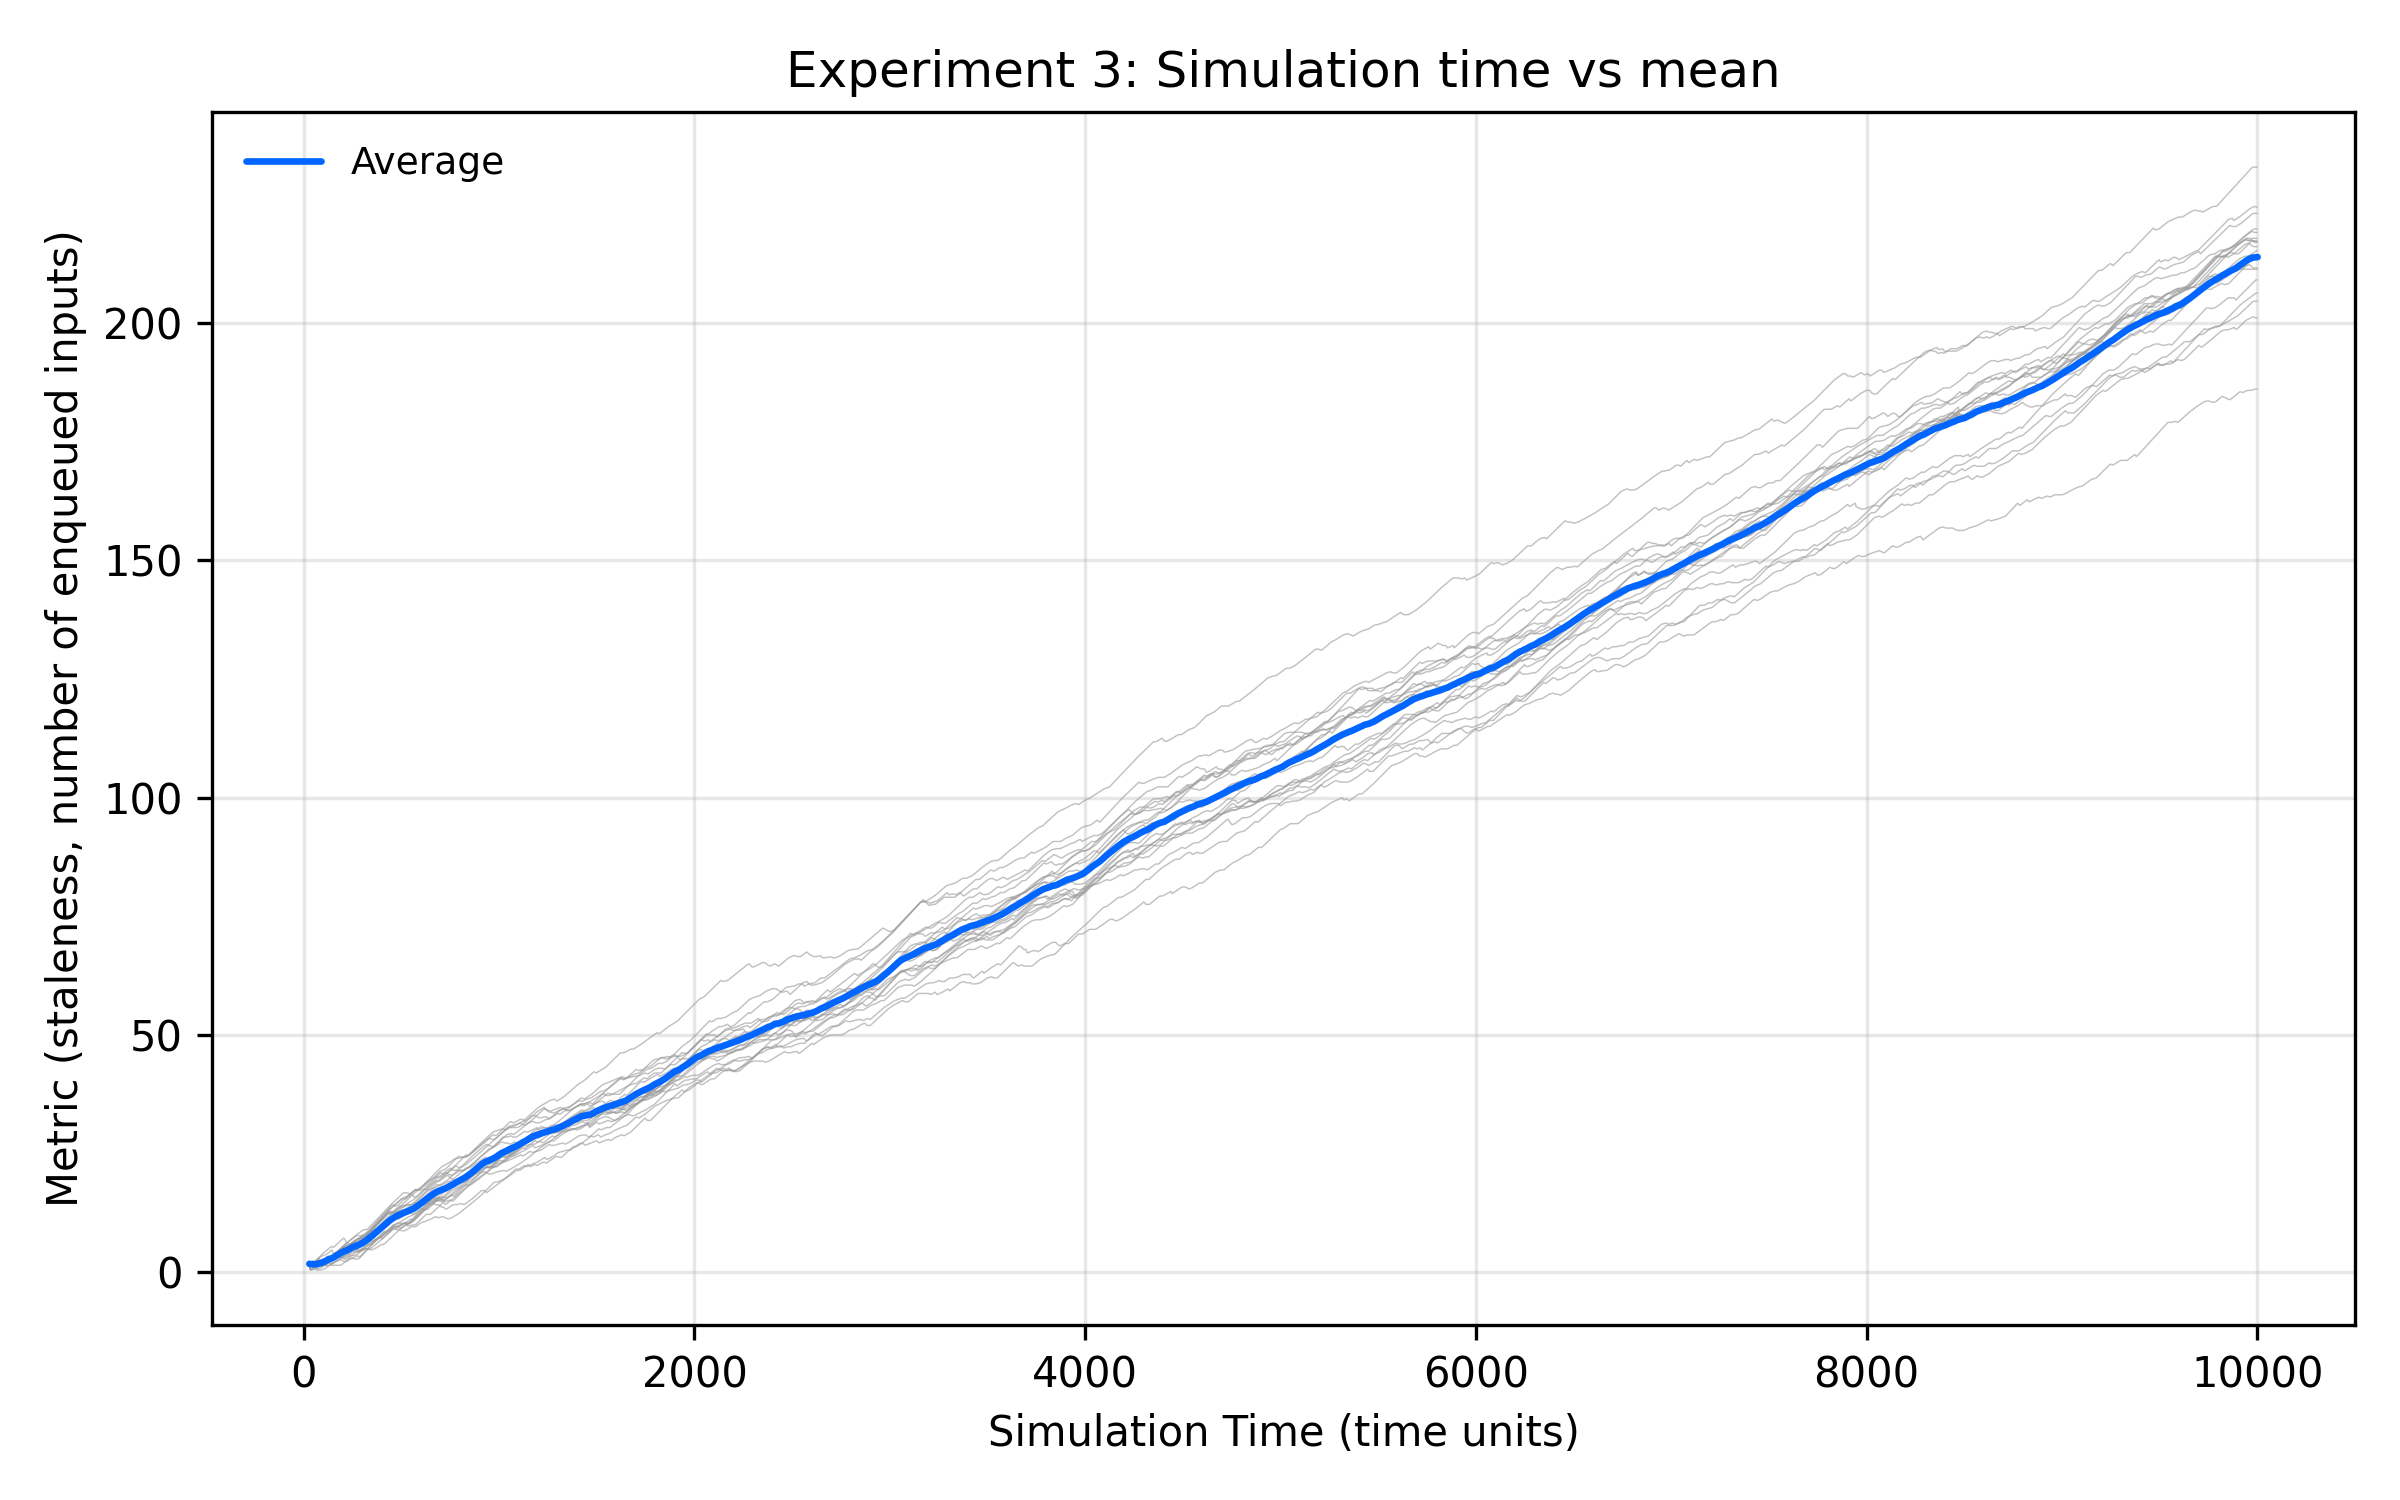 Experiment 3: Simulation time vs mean
Average
Metric (staleness, number of enqueued inputs)
200
150
100
50
0
0 2000 4000 6000 8000 10000
Simulation Time (time units)